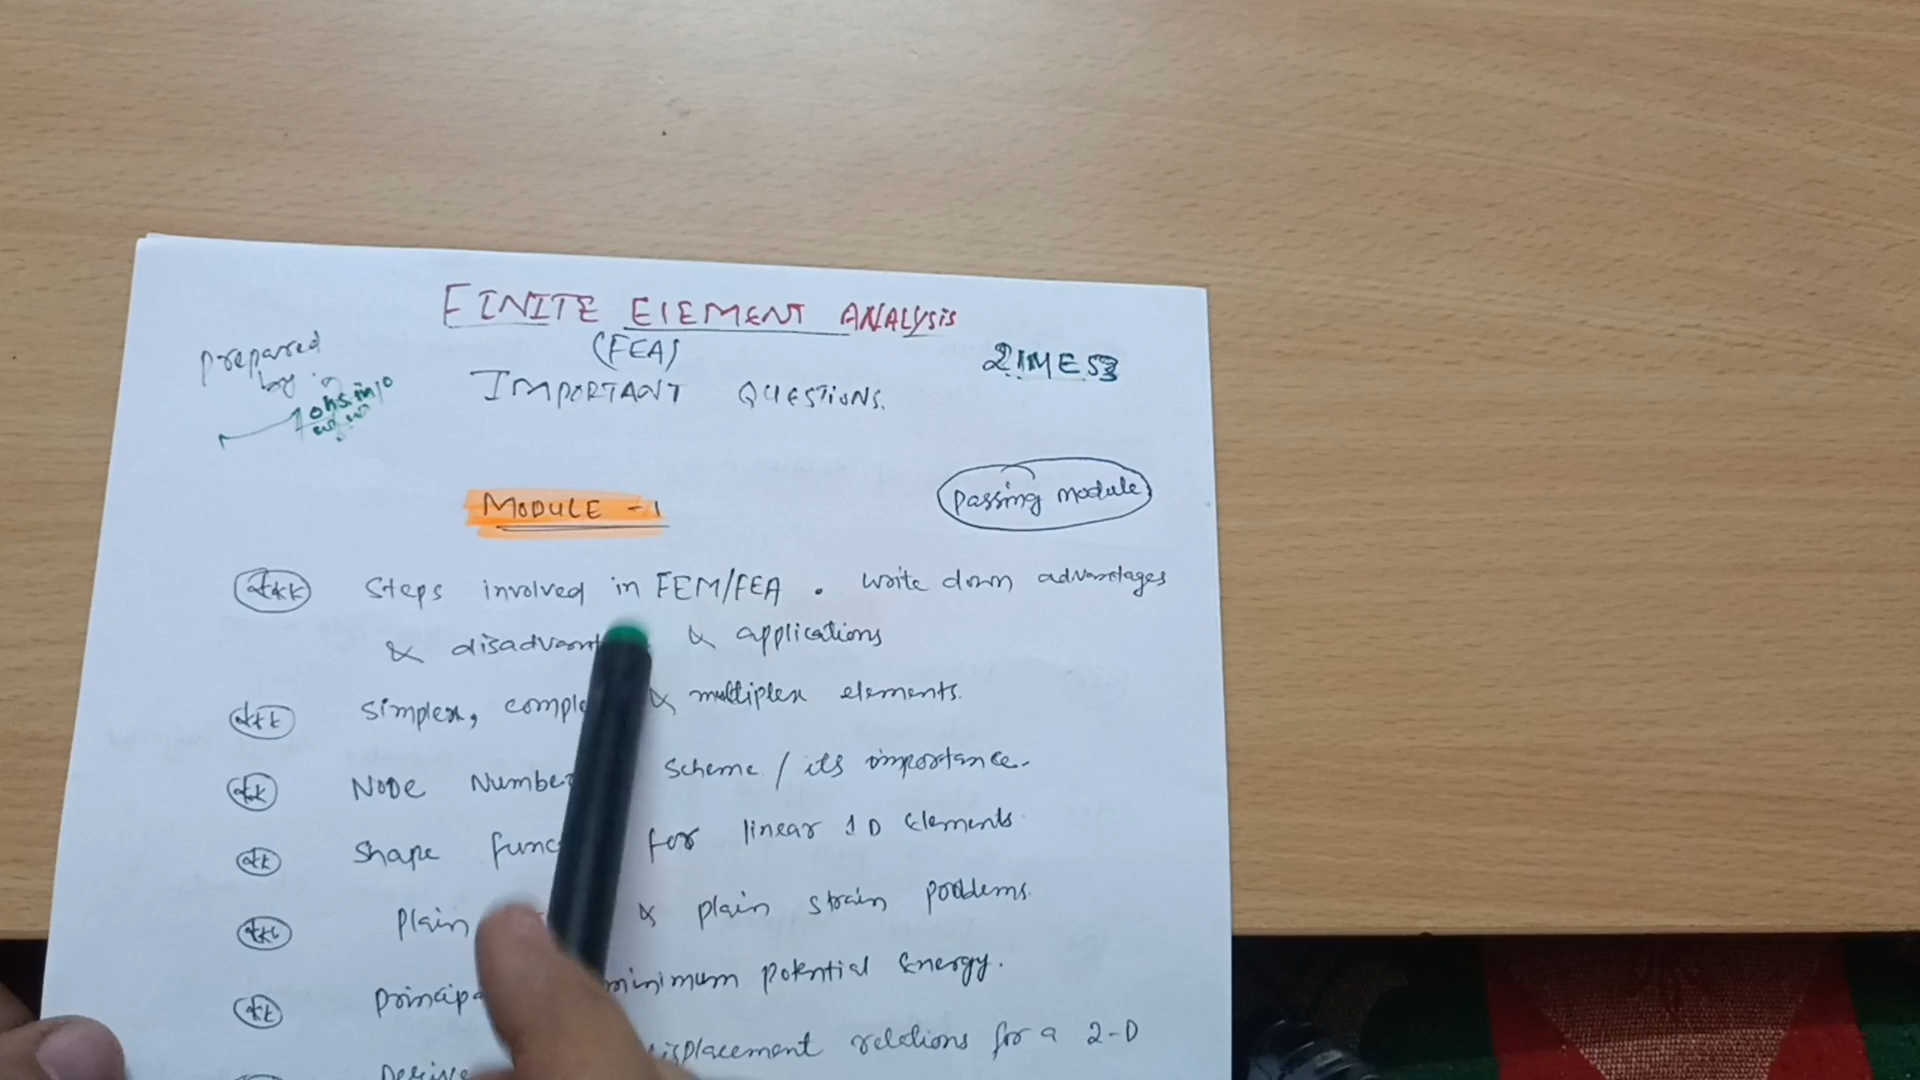 FINITE ELEMENT ANALYSIS
(FEA)
prepared
by
21ME53
IMPORTANT QUESTIONS.
MODULE - 1
passing module
Steps involved in FEM/FEA . Write down advantages
& & applications
Simplex, & multiplex elements.
NODE Scheme / its importance.
Shape for linear 1D Elements
Plain & plain strain problems.
minimum potential Energy.
relations for a 2-D